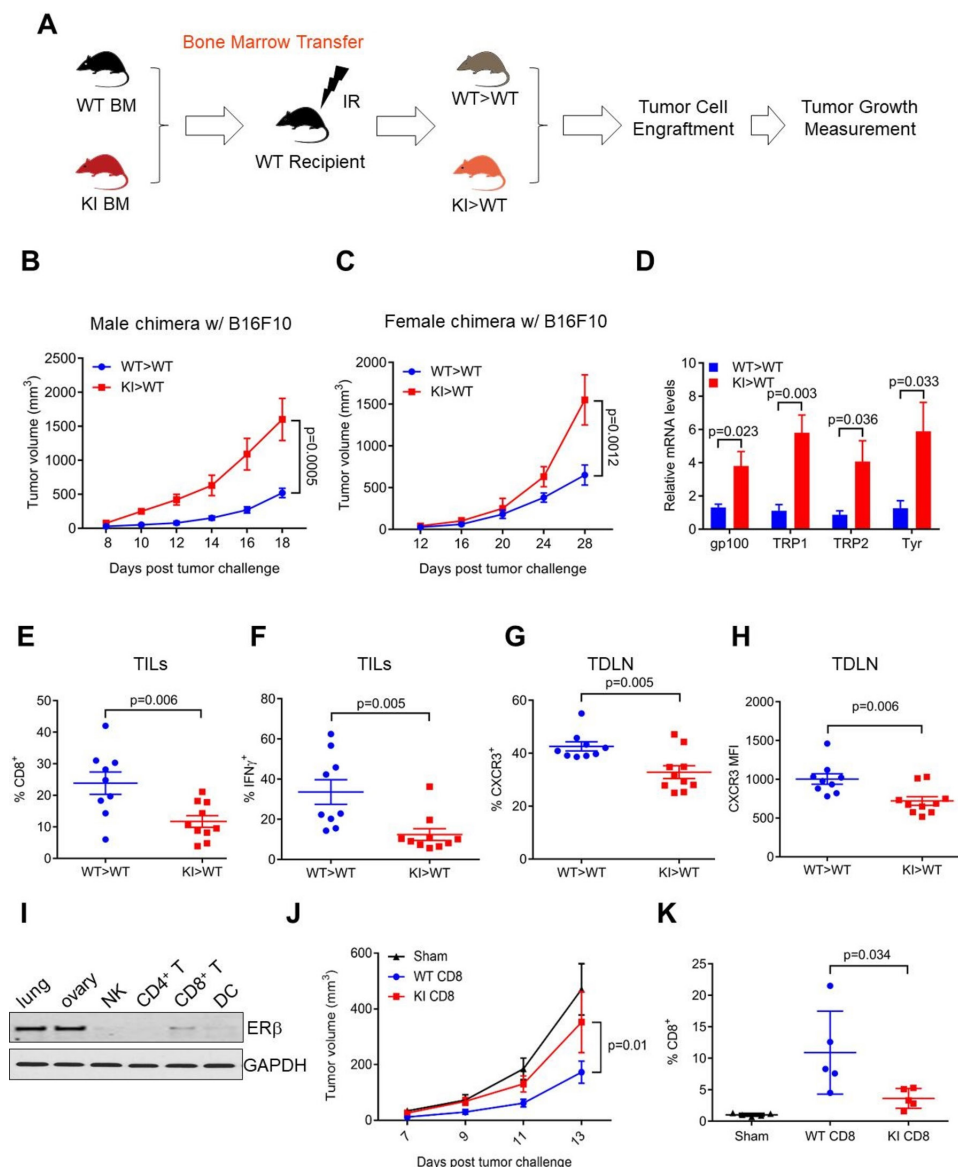 A
Bone Marrow Transfer
WT BM
KI BM
IR
WT Recipient
WT>WT
KI>WT
Tumor Cell
Engraftment
Tumor Growth
Measurement
B
Male chimera w/ B16F10
WT>WT
KI>WT
Tumor volume (mm³)
2500
2000
1500
1000
500
0
p=0.0005
8 10 12 14 16 18
Days post tumor challenge
C
Female chimera w/ B16F10
WT>WT
KI>WT
Tumor volume (mm³)
2000
1500
1000
500
0
p=0.0012
12 16 20 24 28
Days post tumor challenge
D
WT>WT
KI>WT
Relative mRNA levels
10
8
6
4
2
0
p=0.023
p=0.003
p=0.036
p=0.033
gp100 TRP1 TRP2 Tyr
E
TILs
p=0.006
% CD8⁺
50
40
30
20
10
0
WT>WT KI>WT
F
TILs
p=0.005
% IFNγ⁺
80
60
40
20
0
WT>WT KI>WT
G
TDLN
p=0.005
% CXCR3⁺
60
40
20
0
WT>WT KI>WT
H
TDLN
p=0.006
CXCR3 MFI
2000
1500
1000
500
0
WT>WT KI>WT
I
lung ovary NK CD4⁺ T CD8⁺ T DC
ERβ
GAPDH
J
Sham
WT CD8
KI CD8
Tumor volume (mm³)
600
400
200
0
p=0.01
7 9 11 13
Days post tumor challenge
K
p=0.034
% CD8⁺
25
20
15
10
5
0
Sham WT CD8 KI CD8